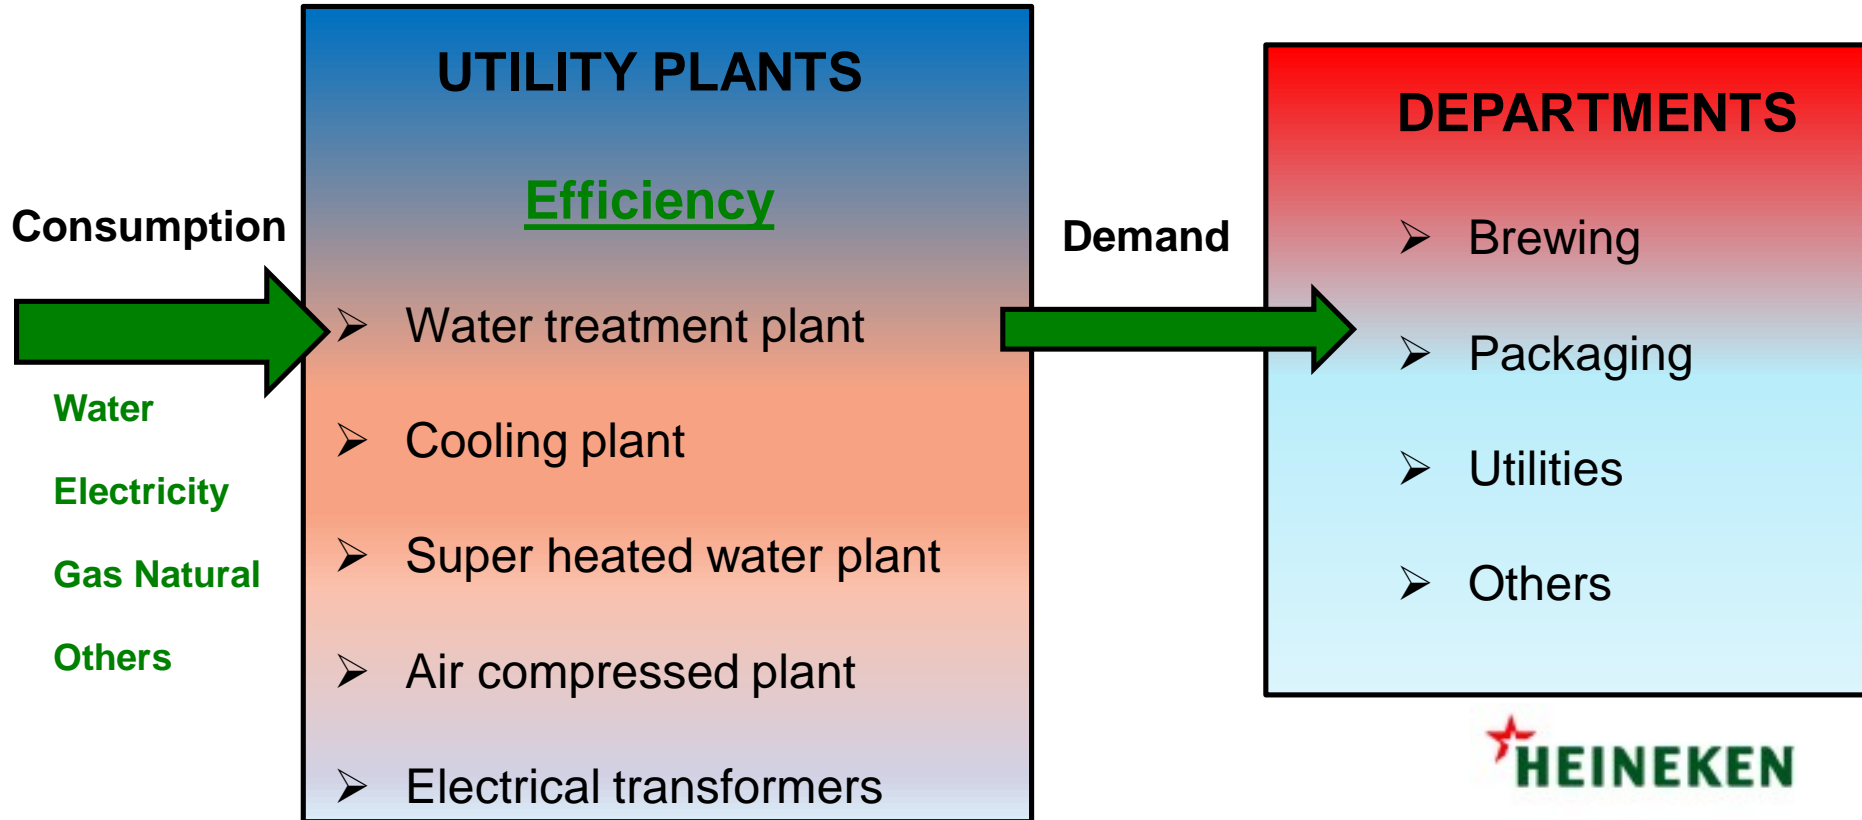 Consumption
Water
Electricity
Gas Natural
Others
UTILITY PLANTS
Efficiency
Water treatment plant
Cooling plant
Super heated water plant
Air compressed plant
Electrical transformers
Demand
DEPARTMENTS
Brewing
Packaging
Utilities
Others
HEINEKEN